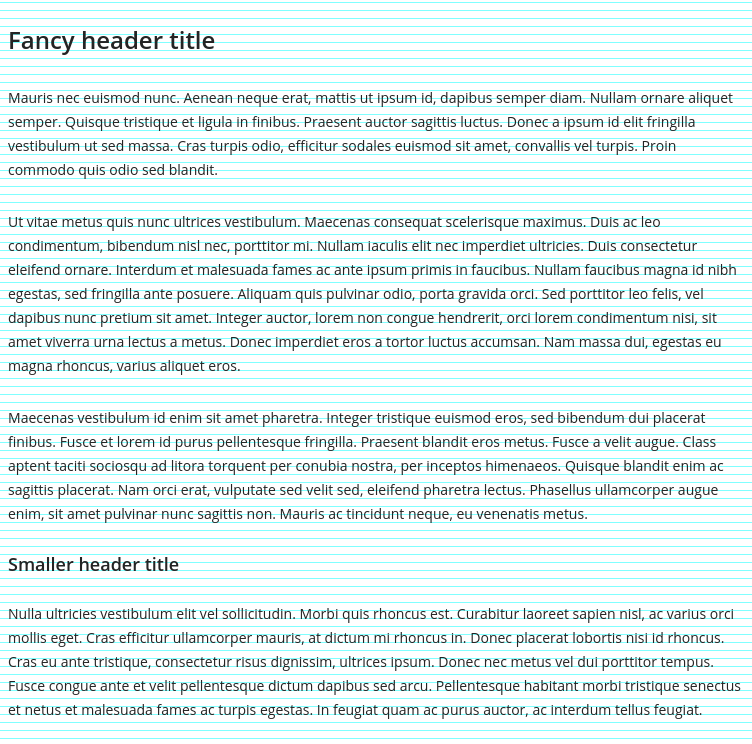 Fancy header title
Mauris nec euismod nunc. Aenean neque erat, mattis ut ipsum id, dapibus semper diam. Nullam ornare aliquet
semper. Quisque tristique et ligula in finibus. Praesent auctor sagittis luctus. Donec a ipsum id elit fringilla
vestibulum ut sed massa. Cras turpis odio, efficitur sodales euismod sit amet, convallis vel turpis. Proin
commodo quis odio sed blandit.
Ut vitae metus quis nunc ultrices vestibulum. Maecenas consequat scelerisque maximus. Duis ac leo
condimentum, bibendum nisl nec, porttitor mi. Nullam iaculis elit nec imperdiet ultricies. Duis consectetur
eleifend ornare. Interdum et malesuada fames ac ante ipsum primis in faucibus. Nullam faucibus magna id nibh
egestas, sed fringilla ante posuere. Aliquam quis pulvinar odio, porta gravida orci. Sed porttitor leo felis, vel
dapibus nunc pretium sit amet. Integer auctor, lorem non congue hendrerit, orci lorem condimentum nisi, sit
amet viverra urna lectus a metus. Donec imperdiet eros a tortor luctus accumsan. Nam massa dui, egestas eu
magna rhoncus, varius aliquet eros.
Maecenas vestibulum id enim sit amet pharetra. Integer tristique euismod eros, sed bibendum dui placerat
finibus. Fusce et lorem id purus pellentesque fringilla. Praesent blandit eros metus. Fusce a velit augue. Class
aptent taciti sociosqu ad litora torquent per conubia nostra, per inceptos himenaeos. Quisque blandit enim ac
sagittis placerat. Nam orci erat, vulputate sed velit sed, eleifend pharetra lectus. Phasellus ullamcorper augue
enim, sit amet pulvinar nunc sagittis non. Mauris ac tincidunt neque, eu venenatis metus.
Smaller header title
Nulla ultricies vestibulum elit vel sollicitudin. Morbi quis rhoncus est. Curabitur laoreet sapien nisl, ac varius orci
mollis eget. Cras efficitur ullamcorper mauris, at dictum mi rhoncus in. Donec placerat lobortis nisi id rhoncus.
Cras eu ante tristique, consectetur risus dignissim, ultrices ipsum. Donec nec metus vel dui porttitor tempus.
Fusce congue ante et velit pellentesque dictum dapibus sed arcu. Pellentesque habitant morbi tristique senectus
et netus et malesuada fames ac turpis egestas. In feugiat quam ac purus auctor, ac interdum tellus feugiat.